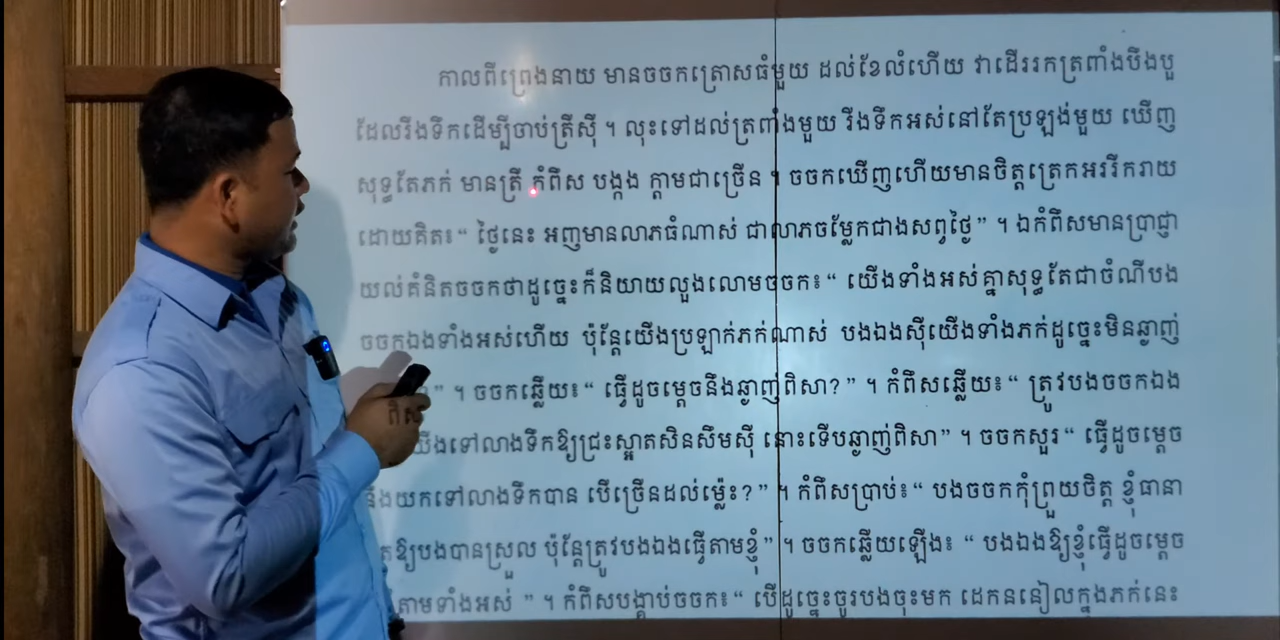 កាលពីព្រេងនាយ មានចចកត្រោសធំមួយ ដល់ខែលំហើយ វាដើររកត្រពាំងបឹងបួ
ដែលរីងទឹកដើម្បីចាប់ត្រីស៊ី ។ លុះទៅដល់ត្រពាំងមួយ រីងទឹកអស់នៅតែប្រឡង់មួយ ឃើញ
សុទ្ធតែភក់ មានត្រី កំពឹស បង្កង ក្ដាមជាច្រើន ។ ចចកឃើញហើយមានចិត្តត្រេកអររីករាយ
ដោយគិត៖“ ថ្ងៃនេះ អញមានលាភធំណាស់ ជាលាភចម្លែកជាងសព្វថ្ងៃ” ។ ឯកំពឹសមានប្រាជ្ញា
យល់គំនិតចចកថាដូច្នេះក៏និយាយលួងលោមចចក៖“ យើងទាំងអស់គ្នាសុទ្ធតែជាចំណីបង
ចចកឯងទាំងអស់ហើយ ប៉ុន្តែយើងប្រឡាក់ភក់ណាស់ បងឯងស៊ីយើងទាំងភក់ដូច្នេះមិនឆ្ងាញ់
ពិសា” ។ ចចកឆ្លើយ៖“ ធ្វើដូចម្ដេចនឹងឆ្ងាញ់ពិសា?” ។ កំពឹសឆ្លើយ៖“ ត្រូវបងចចកឯង
យើងទៅលាងទឹកឱ្យជ្រះស្អាតសិនសឹមស៊ី នោះទើបឆ្ងាញ់ពិសា” ។ ចចកសួរ“ ធ្វើដូចម្ដេច
នឹងយកទៅលាងទឹកបាន បើច្រើនដល់ម្ល៉េះ?” ។ កំពឹសប្រាប់៖“ បងចចកកុំព្រួយចិត្ត ខ្ញុំធានា
ឱ្យបងបានស្រួល ប៉ុន្តែត្រូវបងឯងធ្វើតាមខ្ញុំ” ។ ចចកឆ្លើយឡើង៖ “ បងឯងឱ្យខ្ញុំធ្វើដូចម្ដេច
តាមទាំងអស់ ” ។ កំពឹសបង្គាប់ចចក៖“ បើដូច្នេះចូរបងចុះមក ដេកននៀលក្នុងភក់នេះ